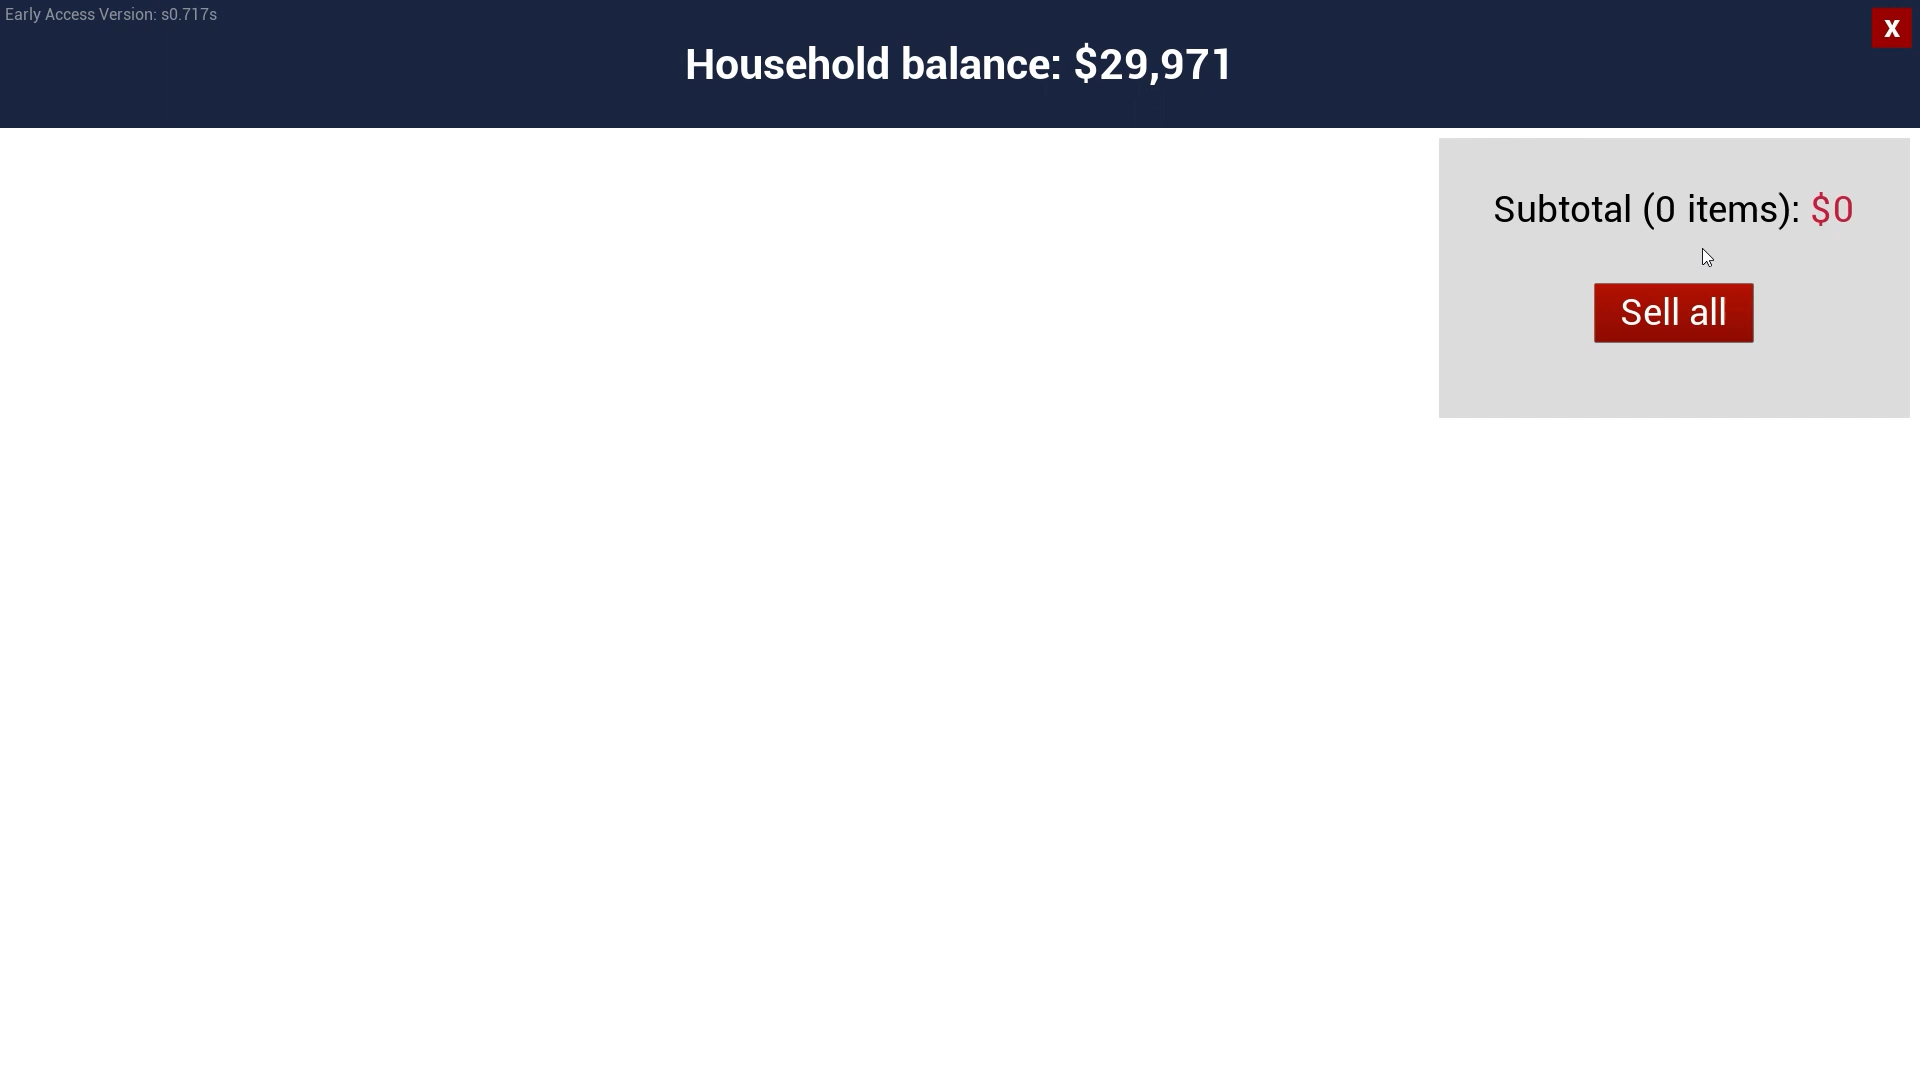 Early Access Version: s0.717s
X
Household balance: $29,971
Subtotal (0 items): $0
Sell all